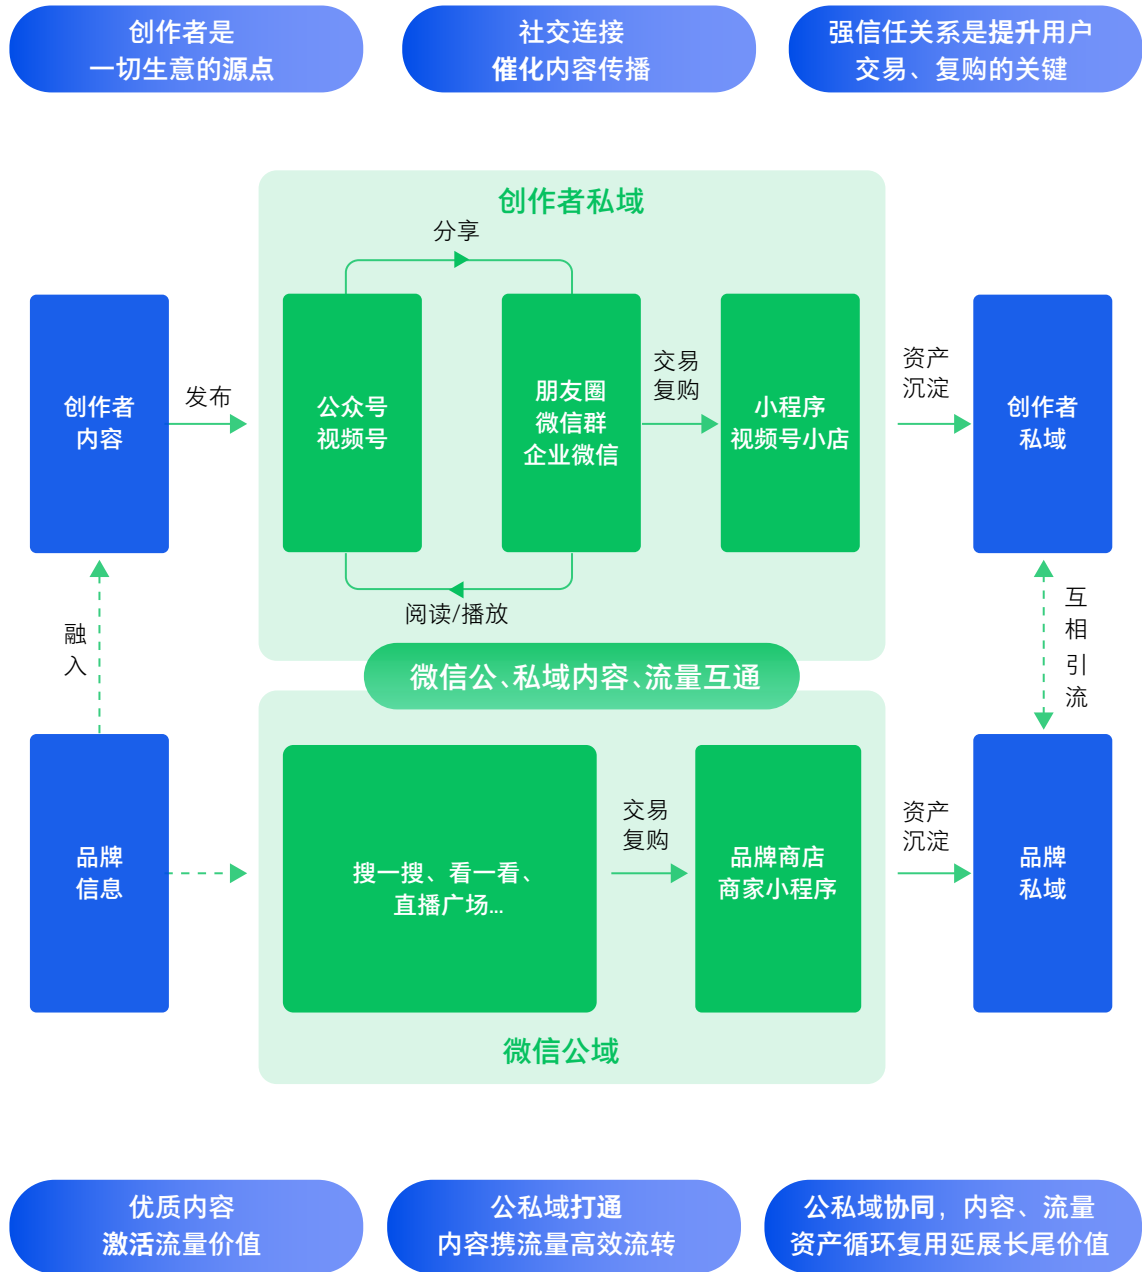 创作者是
一切生意的源点
社交连接
催化内容传播
强信任关系是提升用户
交易、复购的关键
创作者私域
分享
创作者
内容
发布
公众号
视频号
朋友圈
微信群
企业微信
交易
复购
小程序
视频号小店
资产
沉淀
创作者
私域
阅读/播放
融
入
互
相
引
流
微信公、私域内容、流量互通
品牌
信息
搜一搜、看一看、
直播广场...
交易
复购
品牌商店
商家小程序
资产
沉淀
品牌
私域
微信公域
优质内容
激活流量价值
公私域打通
内容携流量高效流转
公私域协同，内容、流量
资产循环复用延展长尾价值